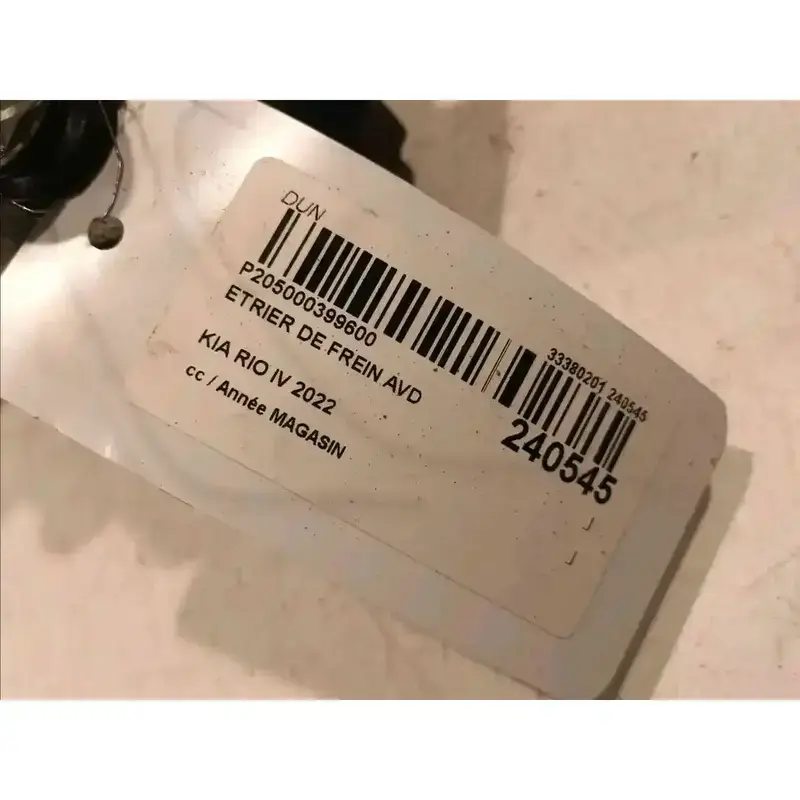 DUN
33380201 240545
P205000399600
240545
ETRIER DE FREIN AVD
KIA RIO IV 2022
cc / Année MAGASIN